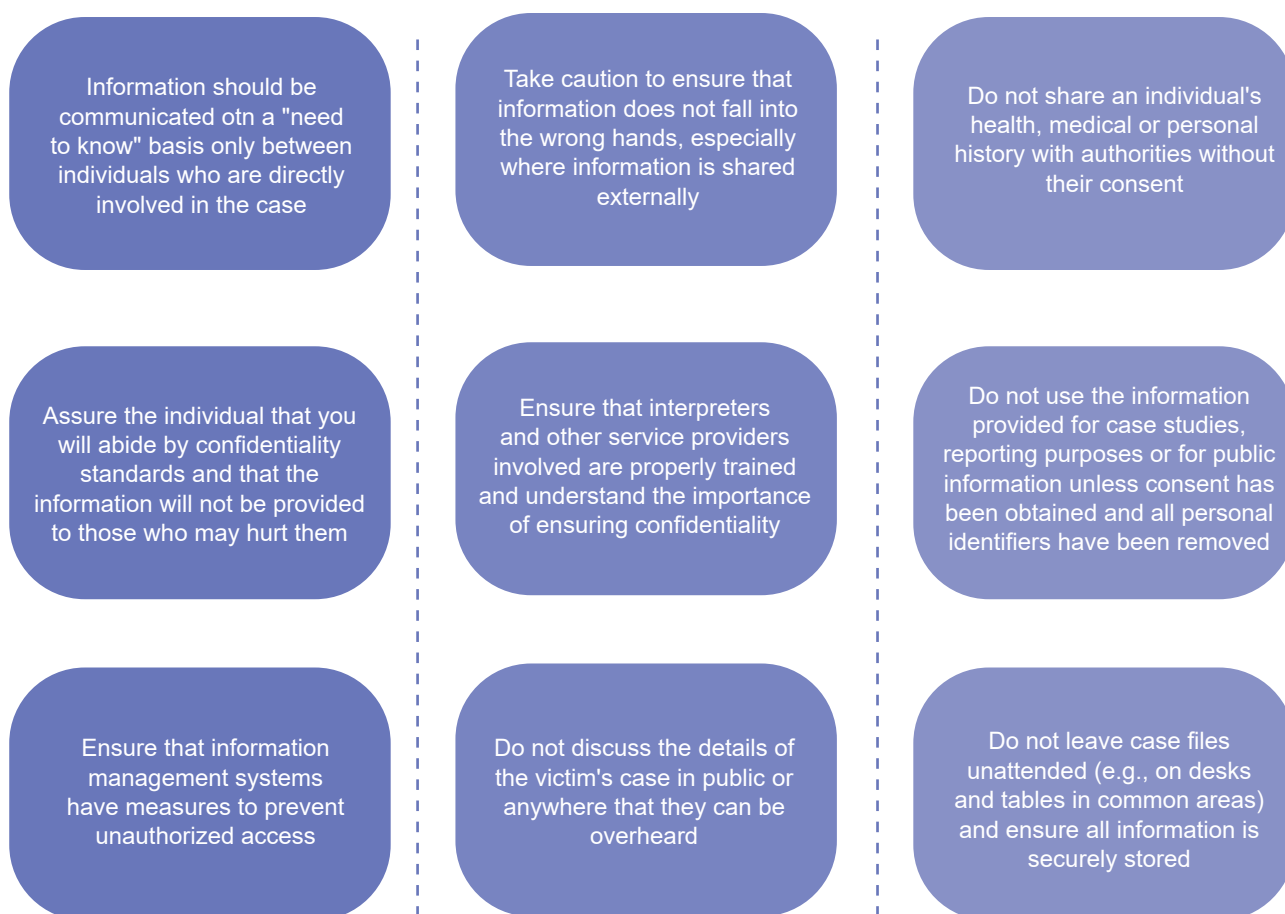 Information should be
communicated otn a "need
to know" basis only between
individuals who are directly
involved in the case
Take caution to ensure that
information does not fall into
the wrong hands, especially
where information is shared
externally
Do not share an individual's
health, medical or personal
history with authorities without
their consent
Assure the individual that you
will abide by confidentiality
standards and that the
information will not be provided
to those who may hurt them
Ensure that interpreters
and other service providers
involved are properly trained
and understand the importance
of ensuring confidentiality
Do not use the information
provided for case studies,
reporting purposes or for public
information unless consent has
been obtained and all personal
identifiers have been removed
Ensure that information
management systems
have measures to prevent
unauthorized access
Do not discuss the details of
the victim's case in public or
anywhere that they can be
overheard
Do not leave case files
unattended (e.g., on desks
and tables in common areas)
and ensure all information is
securely stored